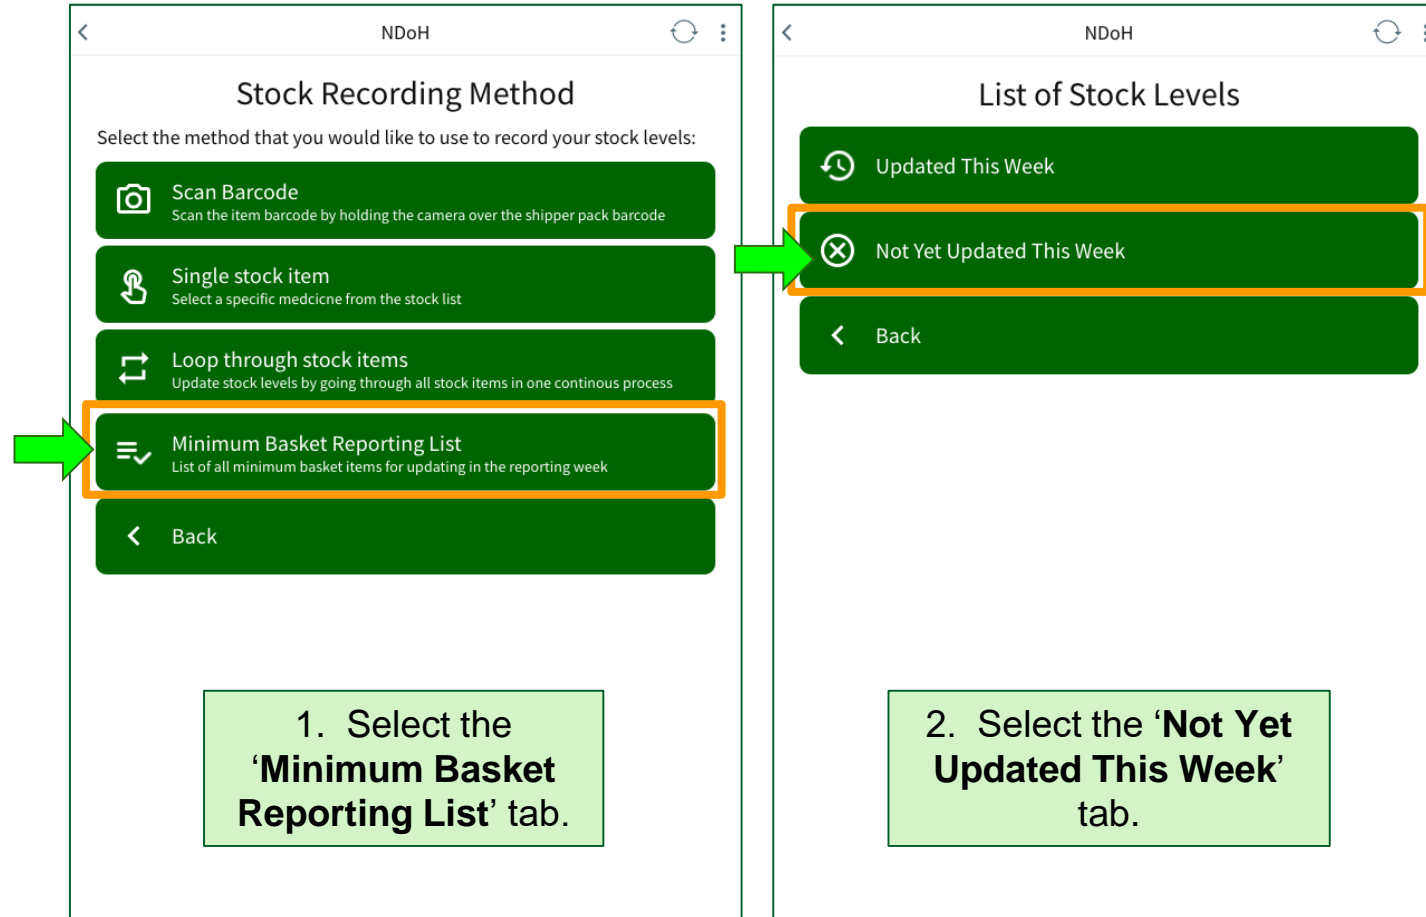 NDoH
Stock Recording Method
Select the method that you would like to use to record your stock levels:
Scan Barcode
Scan the item barcode by holding the camera over the shipper pack barcode
Single stock item
Select a specific medcicne from the stock list
Loop through stock items
Update stock levels by going through all stock items in one continous process
Minimum Basket Reporting List
List of all minimum basket items for updating in the reporting week
Back
1. Select the
‘Minimum Basket
Reporting List’ tab.
NDoH
List of Stock Levels
Updated This Week
Not Yet Updated This Week
Back
2. Select the ‘Not Yet
Updated This Week’
tab.